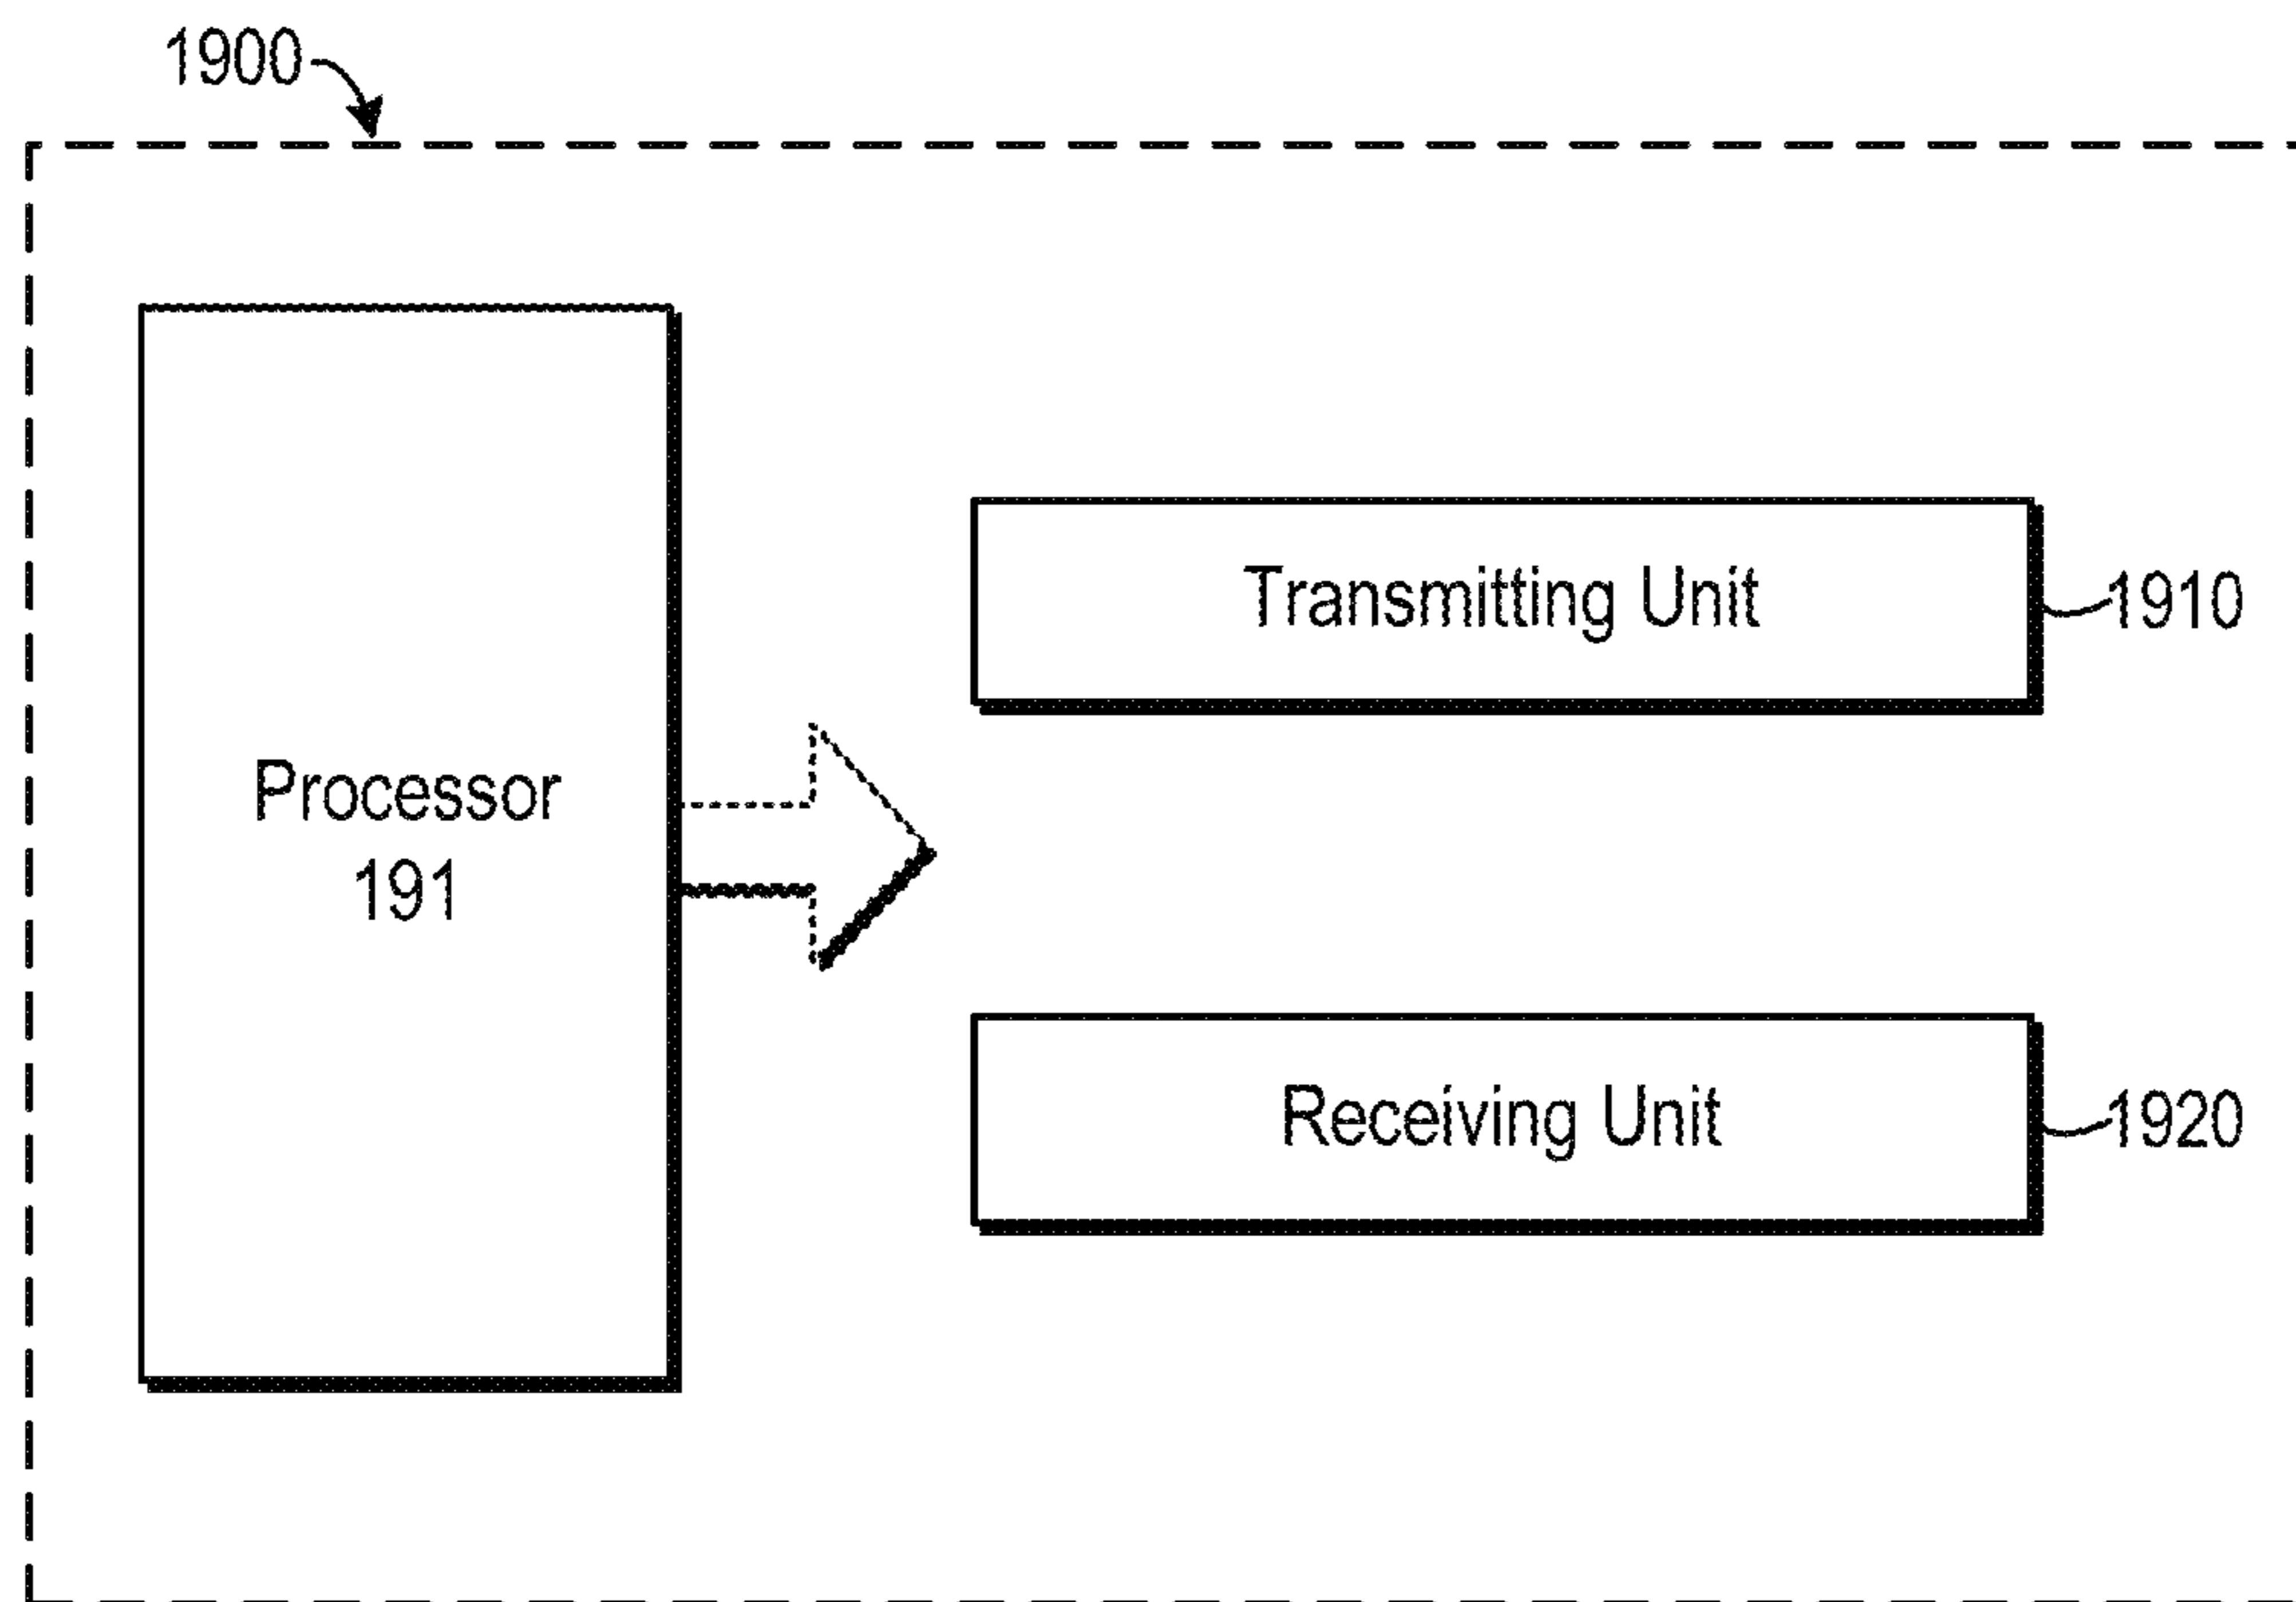 1900
Transmitting Unit
1910
Processor
191
Receiving Unit
1920